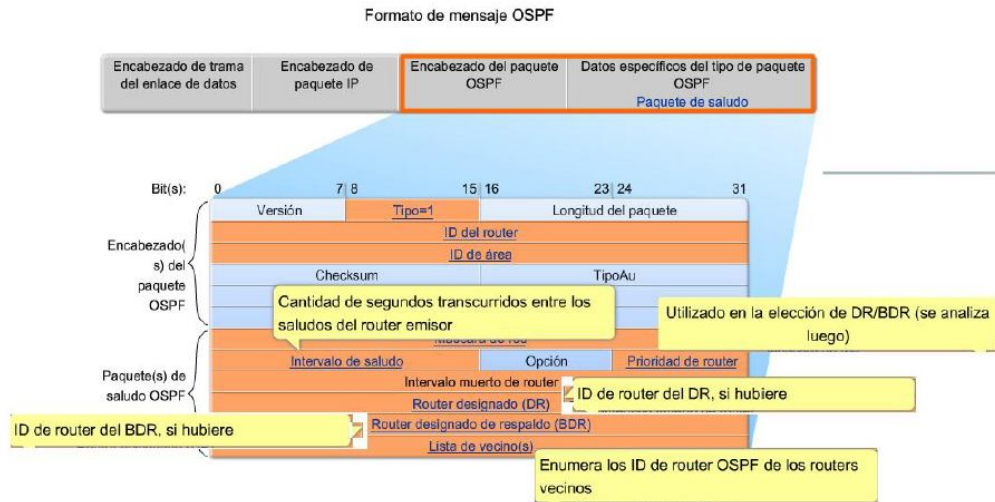 Formato de mensaje OSPF
Encabezado de trama
del enlace de datos
Encabezado de
paquete IP
Encabezado del paquete
OSPF
Datos específicos del tipo de paquete
OSPF
Paquete de saludo
Bit(s): 0 7 8 15 16 23 24 31
Versión Tipo=1 Longitud del paquete
ID del router
ID de área
Encabezado(
s) del
paquete
OSPF
Checksum TipoAu
Cantidad de segundos transcurridos entre los
saludos del router emisor
Utilizado en la elección de DR/BDR (se analiza
luego)
Intervalo de saludo Opción Prioridad de router
Paquete(s) de
saludo OSPF
Intervalo muerto de router
ID de router del DR, si hubiere
Router designado (DR)
ID de router del BDR, si hubiere
Router designado de respaldo (BDR)
Lista de vecino(s)
Enumera los ID de router OSPF de los routers
vecinos